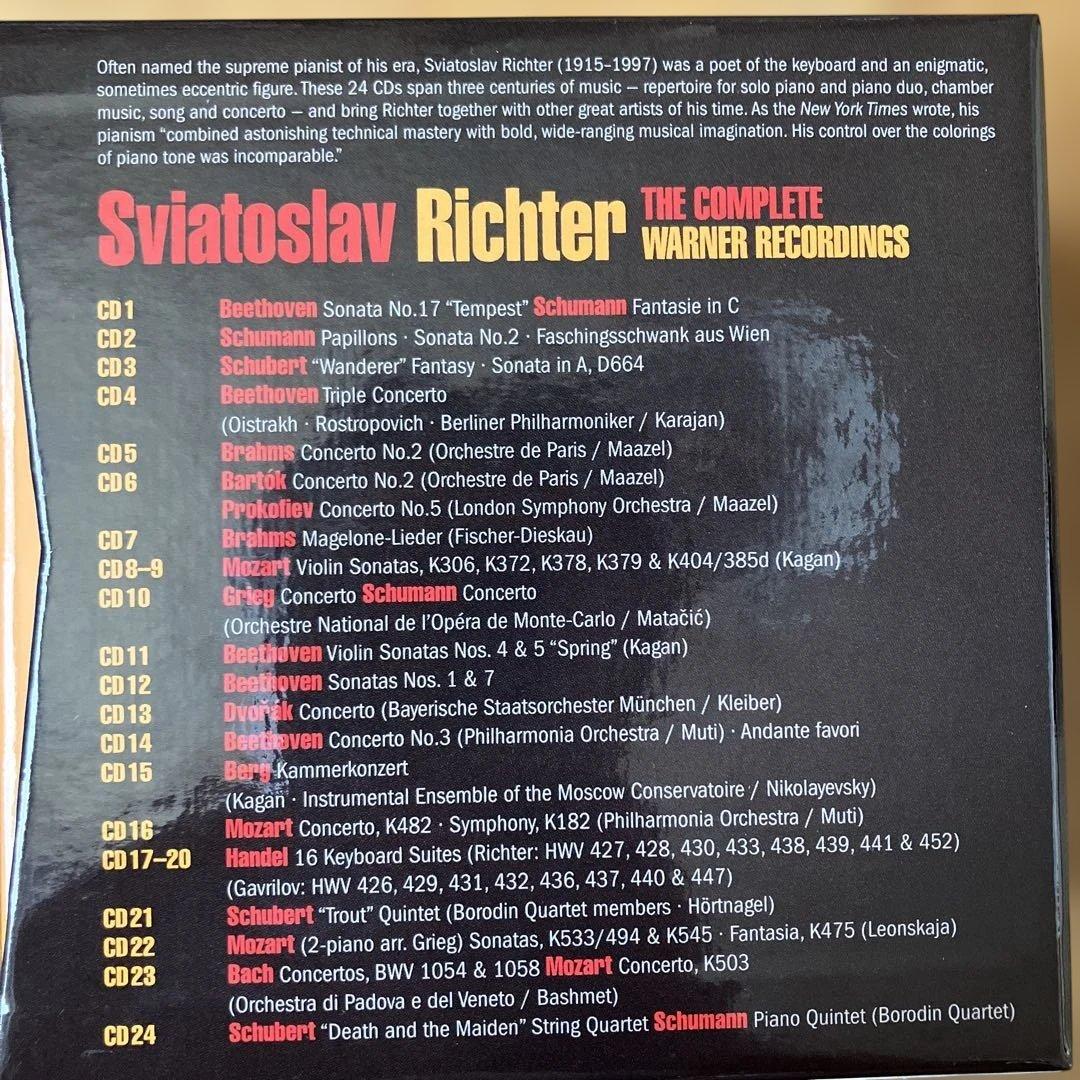 Often named the supreme pianist of his era, Sviatoslav Richter (1915–1997) was a poet of the keyboard and an enigmatic,
sometimes eccentric figure. These 24 CDs span three centuries of music – repertoire for solo piano and piano duo, chamber
music, song and concerto – and bring Richter together with other great artists of his time. As the New York Times wrote, his
pianism “combined astonishing technical mastery with bold, wide-ranging musical imagination. His control over the colorings
of piano tone was incomparable.”
Sviatoslav Richter THE COMPLETE
WARNER RECORDINGS
CD1 Beethoven Sonata No.17 “Tempest” Schumann Fantasie in C
CD2 Schumann Papillons · Sonata No.2 · Faschingsschwank aus Wien
CD3 Schubert “Wanderer” Fantasy · Sonata in A, D664
CD4 Beethoven Triple Concerto
(Oistrakh · Rostropovich · Berliner Philharmoniker / Karajan)
CD5 Brahms Concerto No.2 (Orchestre de Paris / Maazel)
CD6 Bartók Concerto No.2 (Orchestre de Paris / Maazel)
Prokofiev Concerto No.5 (London Symphony Orchestra / Maazel)
CD7 Brahms Magelone-Lieder (Fischer-Dieskau)
CD8–9 Mozart Violin Sonatas, K306, K372, K378, K379 & K404/385d (Kagan)
CD10 Grieg Concerto Schumann Concerto
(Orchestre National de l’Opéra de Monte-Carlo / Matačić)
CD11 Beethoven Violin Sonatas Nos. 4 & 5 “Spring” (Kagan)
CD12 Beethoven Sonatas Nos. 1 & 7
CD13 Dvořák Concerto (Bayerische Staatsorchester München / Kleiber)
CD14 Beethoven Concerto No.3 (Philharmonia Orchestra / Muti) · Andante favori
CD15 Berg Kammerkonzert
(Kagan · Instrumental Ensemble of the Moscow Conservatoire / Nikolayevsky)
CD16 Mozart Concerto, K482 · Symphony, K182 (Philharmonia Orchestra / Muti)
CD17–20 Handel 16 Keyboard Suites (Richter: HWV 427, 428, 430, 433, 438, 439, 441 & 452)
(Gavrilov: HWV 426, 429, 431, 432, 436, 437, 440 & 447)
CD21 Schubert “Trout” Quintet (Borodin Quartet members · Hörtnagel)
CD22 Mozart (2-piano arr. Grieg) Sonatas, K533/494 & K545 · Fantasia, K475 (Leonskaja)
CD23 Bach Concertos, BWV 1054 & 1058 Mozart Concerto, K503
(Orchestra di Padova e del Veneto / Bashmet)
CD24 Schubert “Death and the Maiden” String Quartet Schumann Piano Quintet (Borodin Quartet)